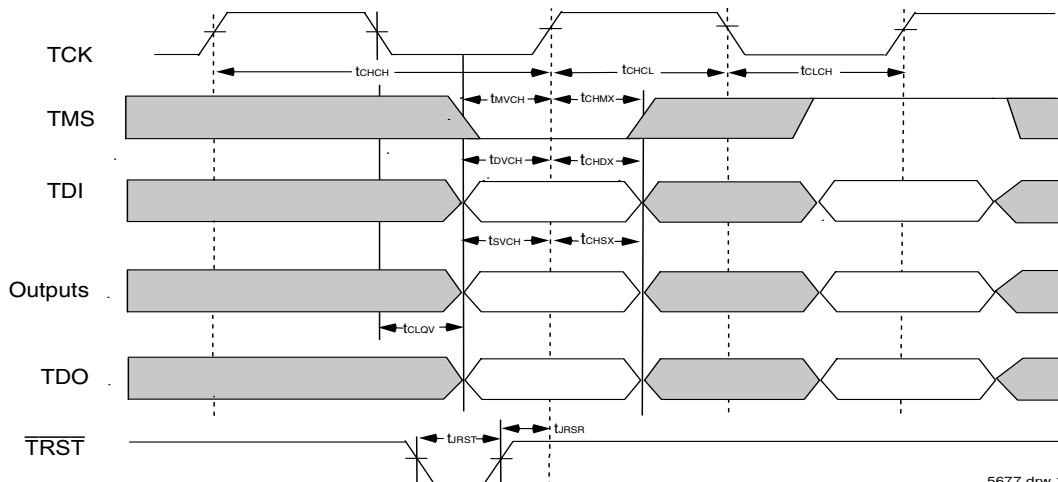 TCK
tCHCH
tCHCL
tCLCH
tMVCH
tCHMX
TMS
tDVCH
tCHDX
TDI
tSVCH
tCHSX
Outputs
tCLQV
TDO
tJRST
tJRSR
TRST
5677 drw